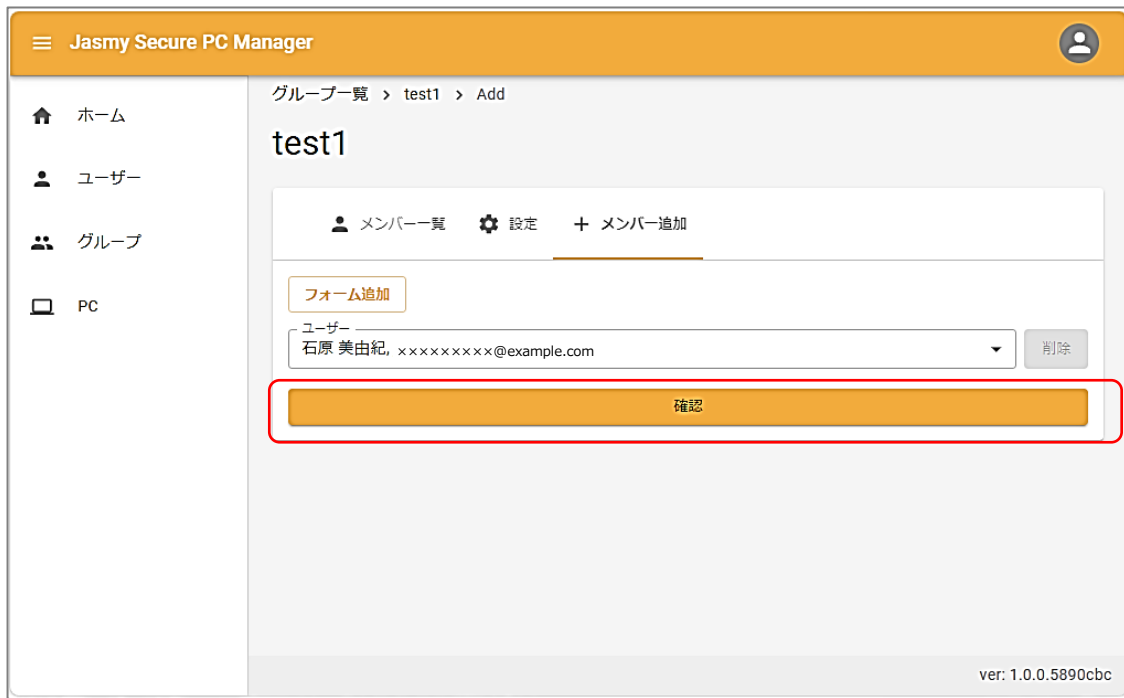 Jasmy Secure PC Manager
ホーム
ユーザー
グループ
PC
グループ一覧 > test1 > Add
test1
メンバー一覧 設定 + メンバー追加
フォーム追加
ユーザー
石原 美由紀, ×××××××××@example.com
削除
確認
ver: 1.0.0.5890cbc